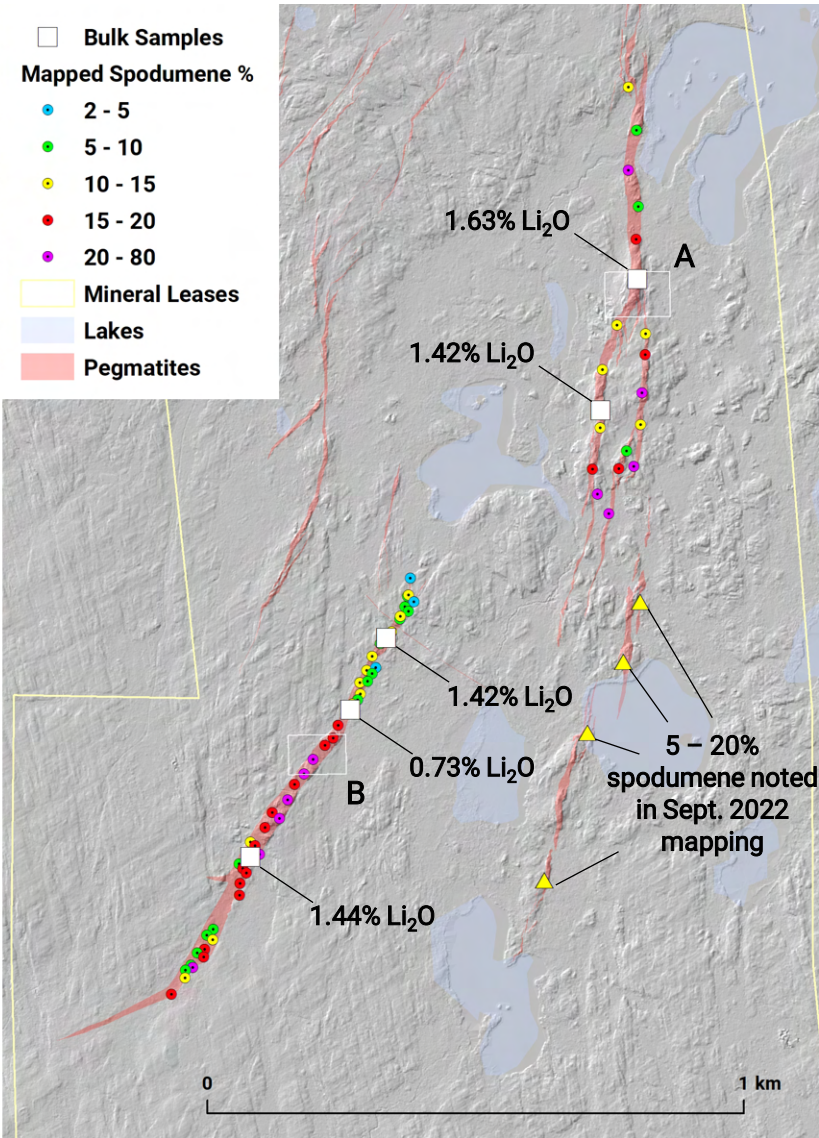 Bulk Samples
Mapped Spodumene %
2 - 5
5 - 10
10 - 15
15 - 20
20 - 80
Mineral Leases
Lakes
Pegmatites
1.63% Li₂O
A
1.42% Li₂O
1.42% Li₂O
0.73% Li₂O
B
5 – 20%
spodumene noted
in Sept. 2022
mapping
1.44% Li₂O
0
1 km